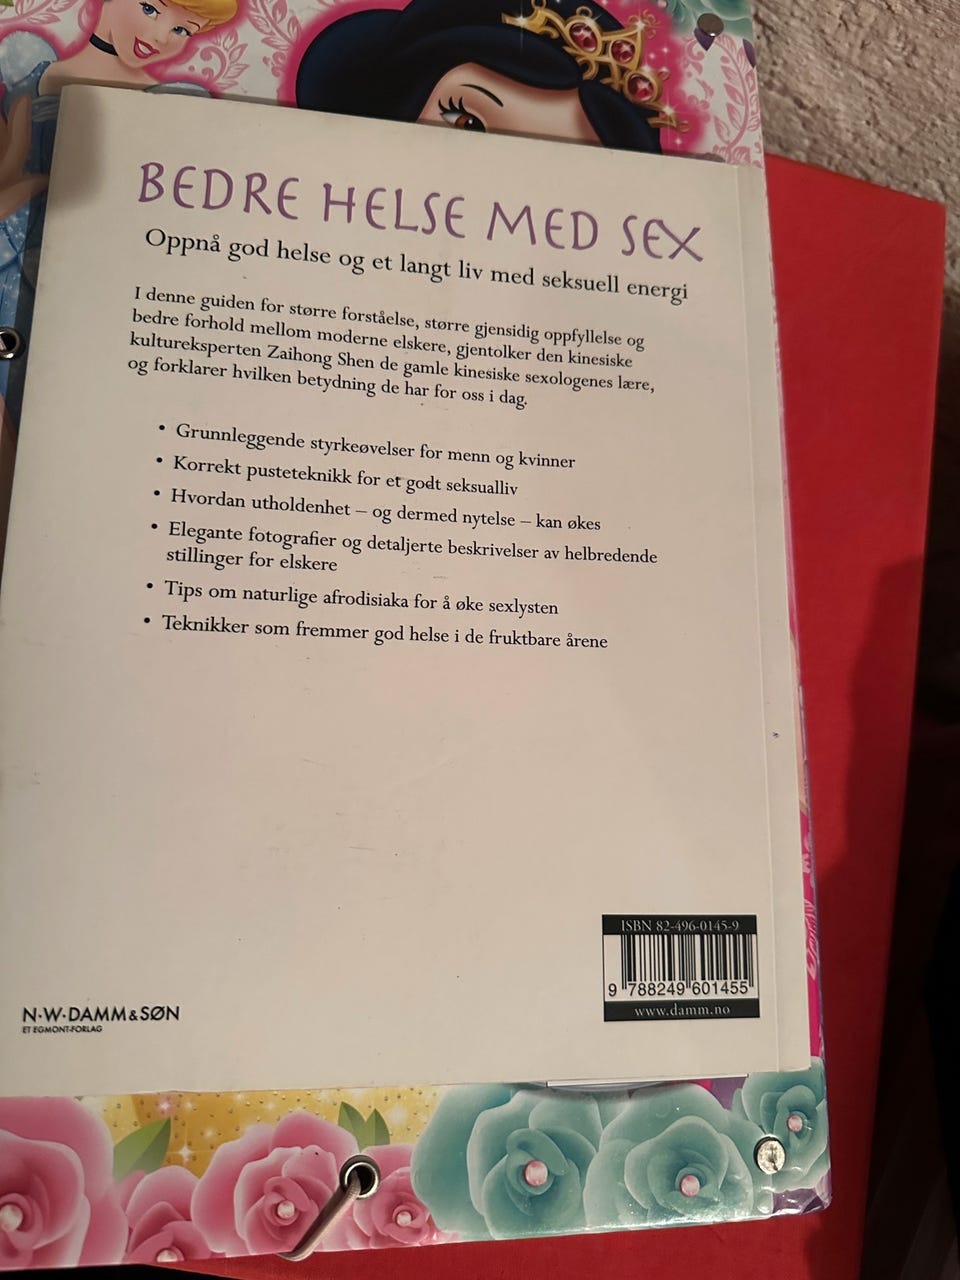 BEDRE HELSE MED SEX
Oppnå god helse og et langt liv med seksuell energi
I denne guiden for større forståelse, større gjensidig oppfyllelse og
bedre forhold mellom moderne elskere, gjentolker den kinesiske
kultureksperten Zaihong Shen de gamle kinesiske sexologenes lære,
og forklarer hvilken betydning de har for oss i dag.
• Grunnleggende styrkeøvelser for menn og kvinner
• Korrekt pusteteknikk for et godt seksualliv
• Hvordan utholdenhet – og dermed nytelse – kan økes
• Elegante fotografier og detaljerte beskrivelser av helbredende
stillinger for elskere
• Tips om naturlige afrodisiaka for å øke sexlysten
• Teknikker som fremmer god helse i de fruktbare årene
ISBN 82-496-0145-9
9 788249 601455
www.damm.no
N·W·DAMM & SØN
ET EGMONT-FORLAG